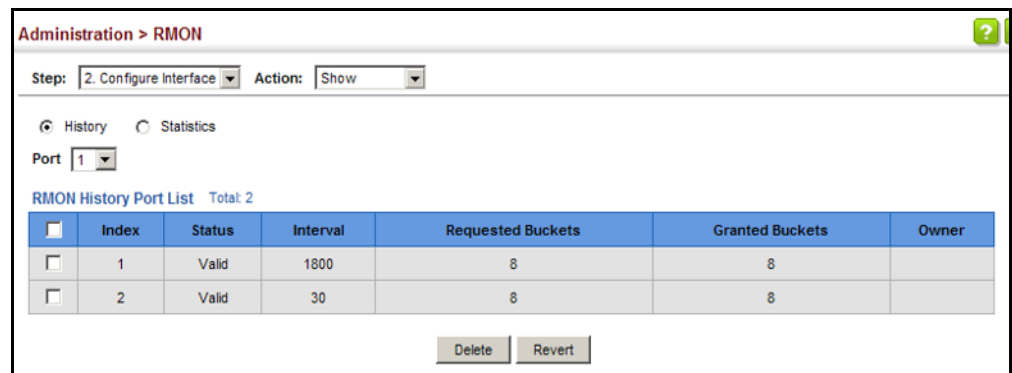 Administration > RMON
?
Step: 2. Configure Interface Action: Show
History Statistics
Port 1
RMON History Port List Total: 2
Index Status Interval Requested Buckets Granted Buckets Owner
1 Valid 1800 8 8
2 Valid 30 8 8
Delete Revert